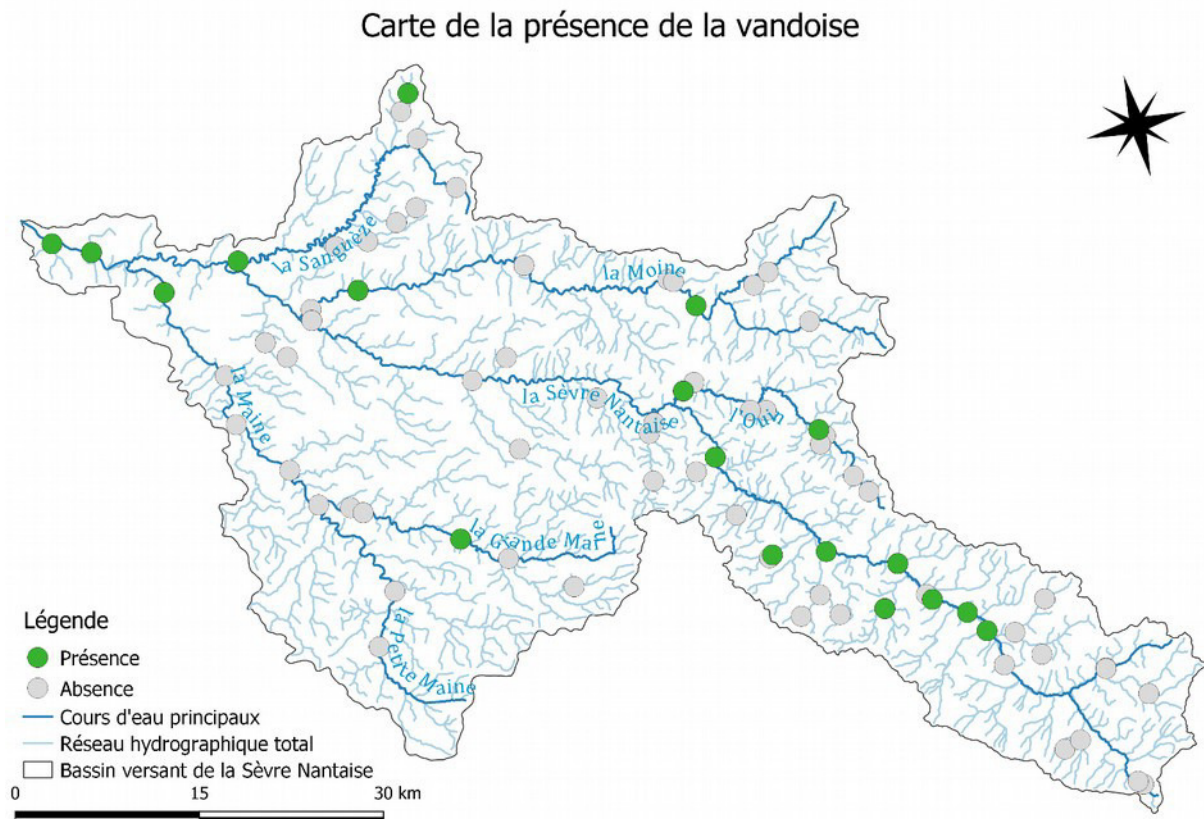 Carte de la présence de la vandoise
la Sanguèze
la Moine
la Maine
la Sèvre Nantaise
l'Ouin
la Grande Maine
la Petite Maine
Légende
Présence
Absence
Cours d'eau principaux
Réseau hydrographique total
Bassin versant de la Sèvre Nantaise
0 15 30 km